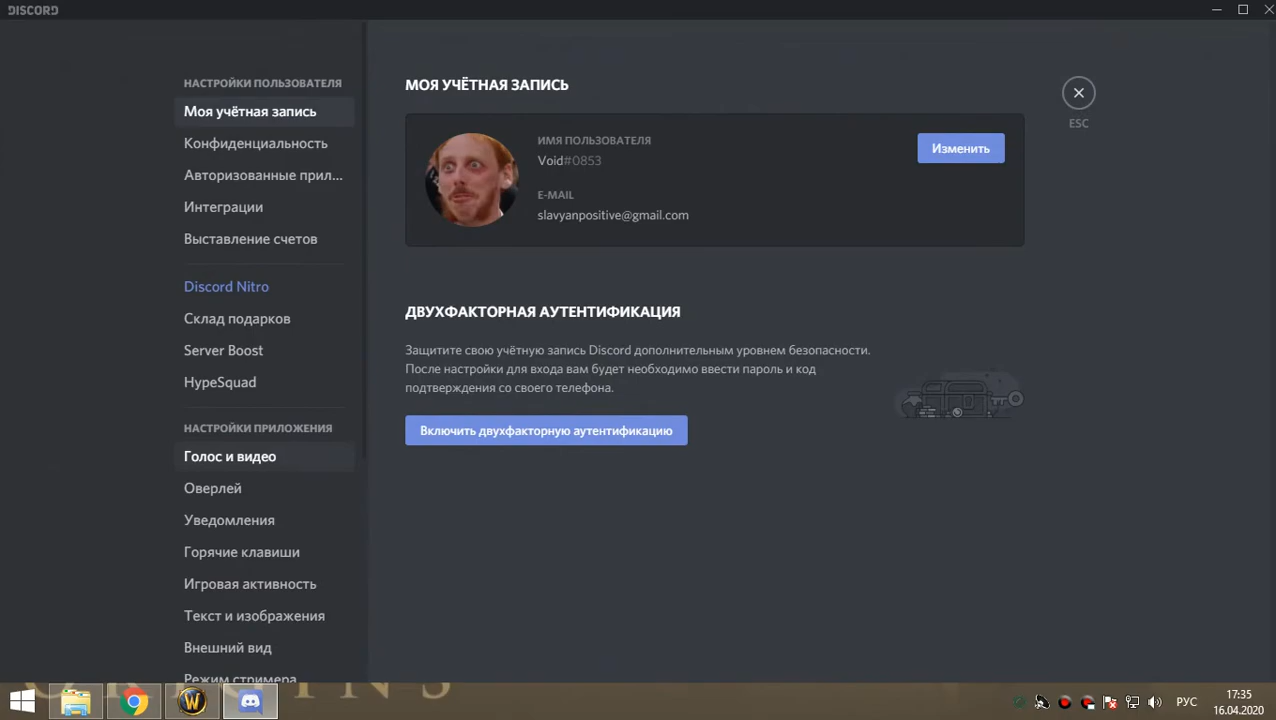 DISCORD
НАСТРОЙКИ ПОЛЬЗОВАТЕЛЯ
Моя учётная запись
Конфиденциальность
Авторизованные прил...
Интеграции
Выставление счетов
Discord Nitro
Склад подарков
Server Boost
HypeSquad
НАСТРОЙКИ ПРИЛОЖЕНИЯ
Голос и видео
Оверлей
Уведомления
Горячие клавиши
Игровая активность
Текст и изображения
Внешний вид
Режим стримера
МОЯ УЧЁТНАЯ ЗАПИСЬ
ИМЯ ПОЛЬЗОВАТЕЛЯ
Void#0853
E-MAIL
slavyanpositive@gmail.com
Изменить
ESC
ДВУХФАКТОРНАЯ АУТЕНТИФИКАЦИЯ
Защитите свою учётную запись Discord дополнительным уровнем безопасности.
После настройки для входа вам будет необходимо ввести пароль и код
подтверждения со своего телефона.
Включить двухфакторную аутентификацию
РУС
17:35
16.04.2020